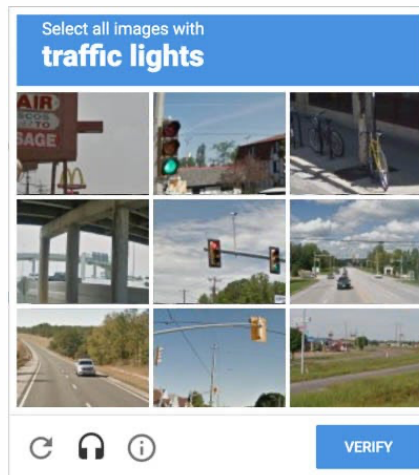 Select all images with
traffic lights
AIR
SAGE
VERIFY